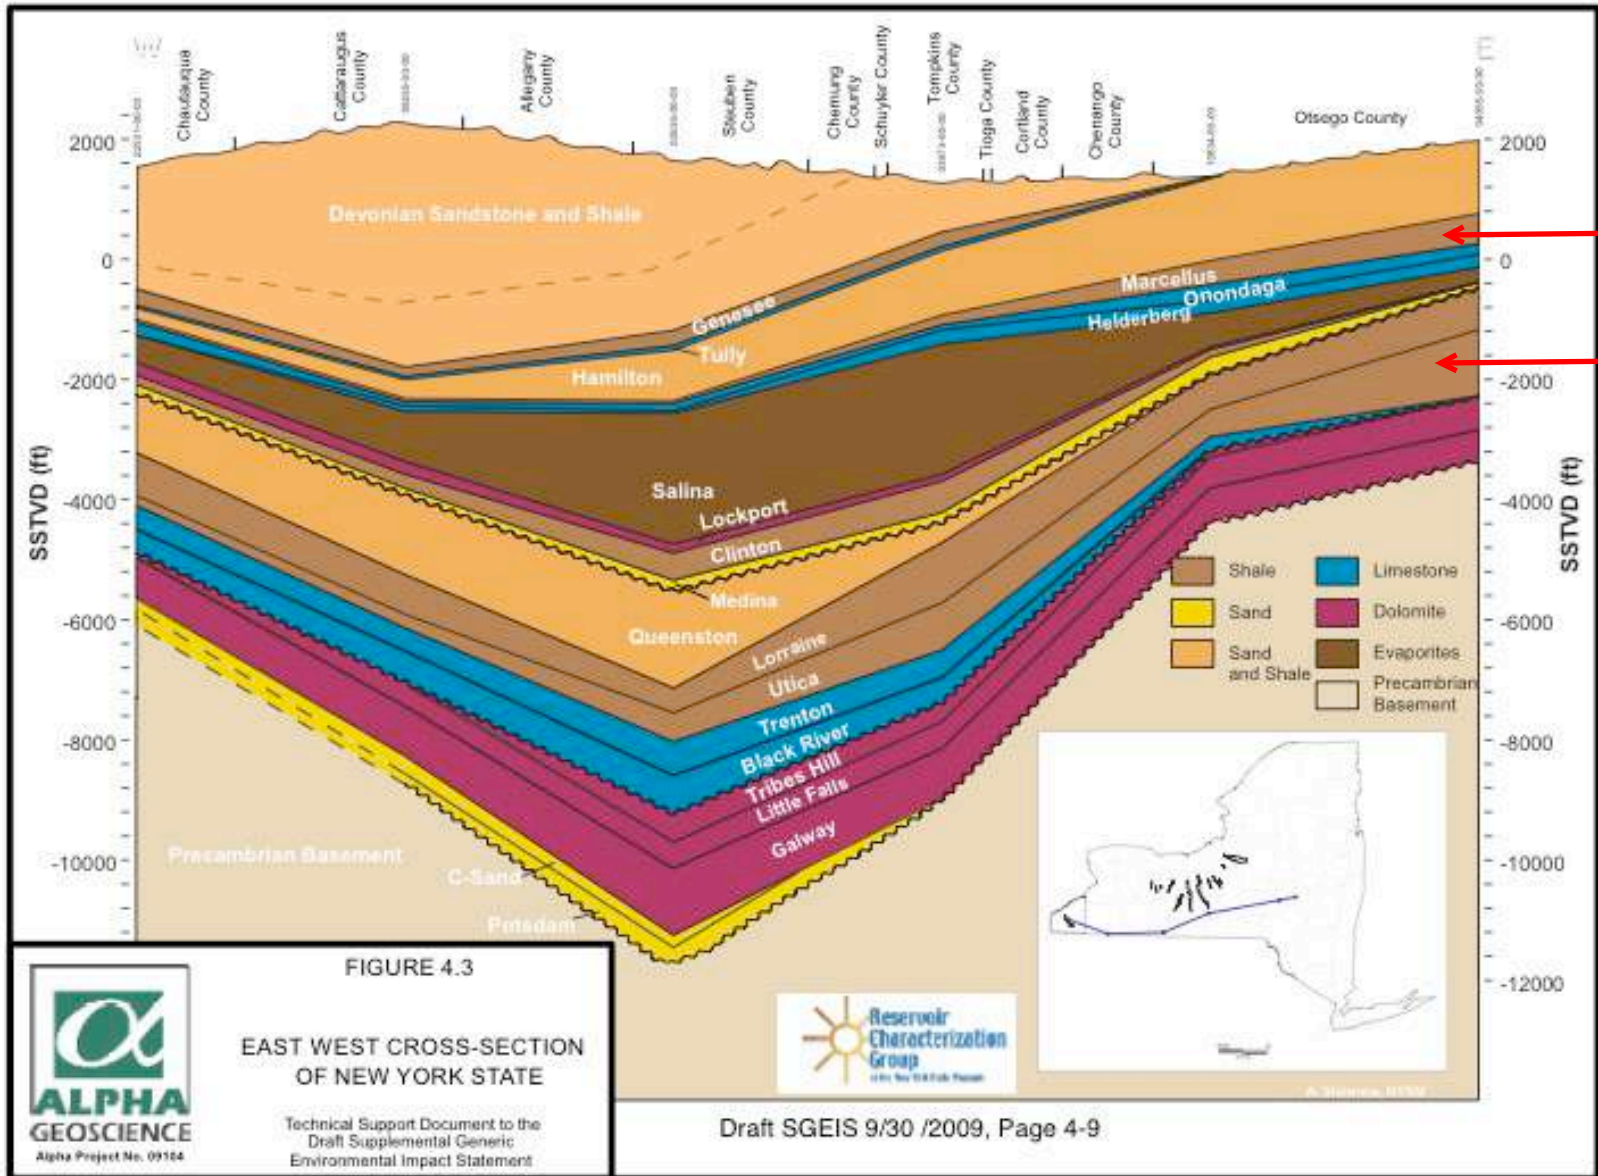 Chautauqua
County
Cattaraugus
County
Allegany
County
Steuben
County
Chemung
County
Schuyler County
Tompkins
County
Tioga County
Cortland
County
Chenango
County
Otsego County
2000
0
-2000
-4000
-6000
-8000
-10000
SSTVD (ft)
2000
0
-2000
-4000
-6000
-8000
-10000
-12000
SSTVD (ft)
Devonian Sandstone and Shale
Genesee
Tully
Hamilton
Marcellus
Onondaga
Helderberg
Salina
Lockport
Clinton
Medina
Queenston
Lorraine
Utica
Trenton
Black River
Tribes Hill
Little Falls
Galway
Precambrian Basement
C-Sand
Potsdam
Shale
Sand
Sand
and Shale
Limestone
Dolomite
Evaporites
Precambrian
Basement
Reservoir
Characterization
Group
ALPHA
GEOSCIENCE
Alpha Project No. 09104
FIGURE 4.3
EAST WEST CROSS-SECTION
OF NEW YORK STATE
Technical Support Document to the
Draft Supplemental Generic
Environmental Impact Statement
Draft SGEIS 9/30 /2009, Page 4-9